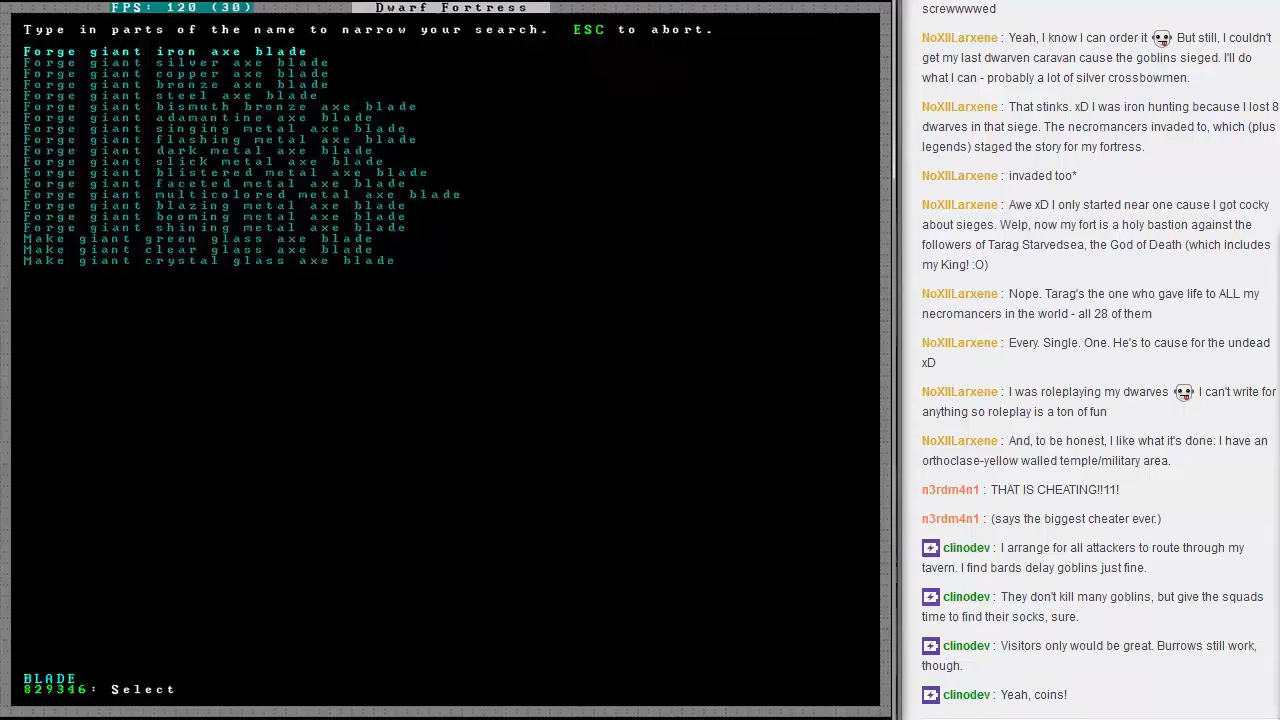 FPS: 120 (30)
Dwarf Fortress
Type in parts of the name to narrow your search. ESC to abort.
Forge giant iron axe blade
Forge giant silver axe blade
Forge giant copper axe blade
Forge giant bronze axe blade
Forge giant steel axe blade
Forge giant bismuth bronze axe blade
Forge giant adamantine axe blade
Forge giant singing metal axe blade
Forge giant flashing metal axe blade
Forge giant dark metal axe blade
Forge giant slick metal axe blade
Forge giant blistered metal axe blade
Forge giant faceted metal axe blade
Forge giant multicolored metal axe blade
Forge giant blazing metal axe blade
Forge giant booming metal axe blade
Forge giant shining metal axe blade
Make giant green glass axe blade
Make giant clear glass axe blade
Make giant crystal glass axe blade
BLADE
829346: Select
screwwwwed
NoXIILarxene : Yeah, I know I can order it But still, I couldn't
get my last dwarven caravan cause the goblins sieged. I'll do
what I can - probably a lot of silver crossbowmen.
NoXIILarxene : That stinks. xD I was iron hunting because I lost 8
dwarves in that siege. The necromancers invaded to, which (plus
legends) staged the story for my fortress.
NoXIILarxene : invaded too*
NoXIILarxene : Awe xD I only started near one cause I got cocky
about sieges. Welp, now my fort is a holy bastion against the
followers of Tarag Starvessea, the God of Death (which includes
my King! :O)
NoXIILarxene : Nope. Tarag's the one who gave life to ALL my
necromancers in the world - all 28 of them
NoXIILarxene : Every. Single. One. He's to cause for the undead
xD
NoXIILarxene : I was roleplaying my dwarves I can't write for
anything so roleplay is a ton of fun
NoXIILarxene : And, to be honest, I like what it's done: I have an
orthoclase-yellow walled temple/military area.
n3rdm4n1 : THAT IS CHEATING!!11!
n3rdm4n1 : (says the biggest cheater ever.)
clinodev : I arrange for all attackers to route through my
tavern. I find bards delay goblins just fine.
clinodev : They don't kill many goblins, but give the squads
time to find their socks, sure.
clinodev : Visitors only would be great. Burrows still work,
though.
clinodev : Yeah, coins!